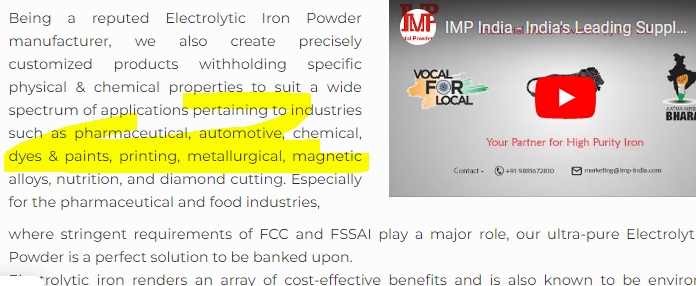 Being a reputed Electrolytic Iron Powder
manufacturer, we also create precisely
customized products withholding specific
physical & chemical properties to suit a wide
spectrum of applications pertaining to industries
such as pharmaceutical, automotive, chemical,
dyes & paints, printing, metallurgical, magnetic
alloys, nutrition, and diamond cutting. Especially
for the pharmaceutical and food industries,
IMP
tal Powder
IMP India - India's Leading Suppl...
VOCAL
FOR
LOCAL
BHARA
Your Partner for High Purity Iron
Contact - +91 9881672810 marketing@imp-india.com
where stringent requirements of FCC and FSSAI play a major role, our ultra-pure Electrolyt
Powder is a perfect solution to be banked upon.
trolytic iron renders an array of cost-effective benefits and is also known to be enviro